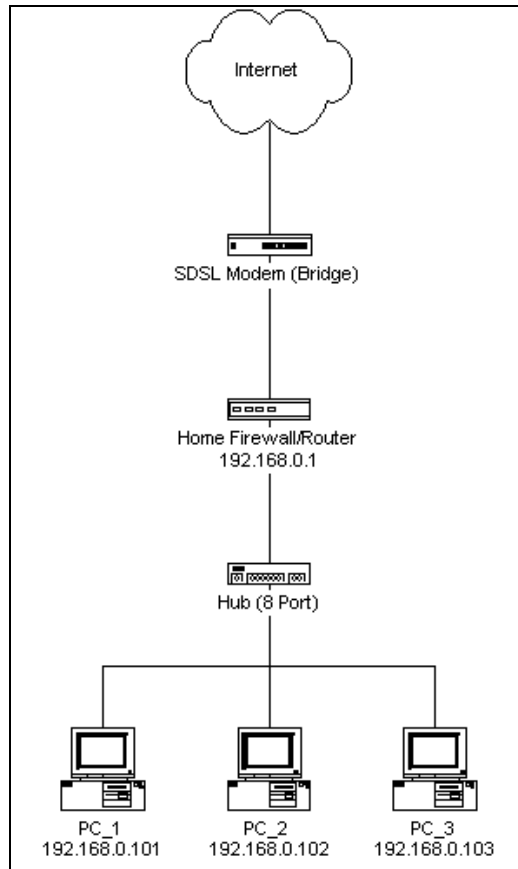 Internet
SDSL Modem (Bridge)
Home Firewall/Router
192.168.0.1
Hub (8 Port)
PC_1
192.168.0.101
PC_2
192.168.0.102
PC_3
192.168.0.103